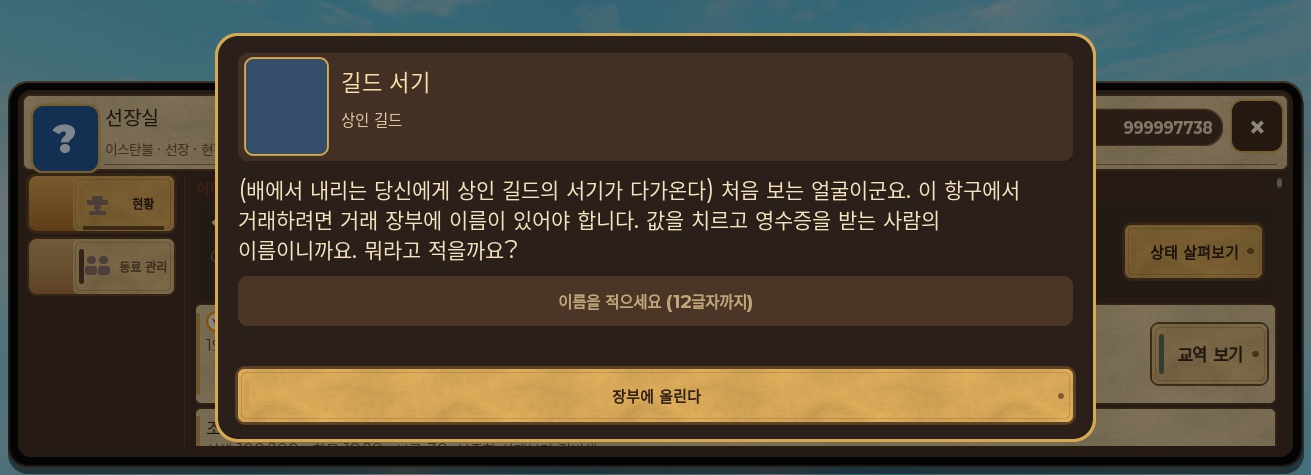 길드 서기
상인 길드
(배에서 내리는 당신에게 상인 길드의 서기가 다가온다) 처음 보는 얼굴이군요. 이 항구에서
거래하려면 거래 장부에 이름이 있어야 합니다. 값을 치르고 영수증을 받는 사람의
이름이니까요. 뭐라고 적을까요?
이름을 적으세요 (12글자까지)
장부에 올린다
?
선장실
이스탄불 · 선장 ·
999997738
×
현황
동료 관리
상태 살펴보기
교역 보기